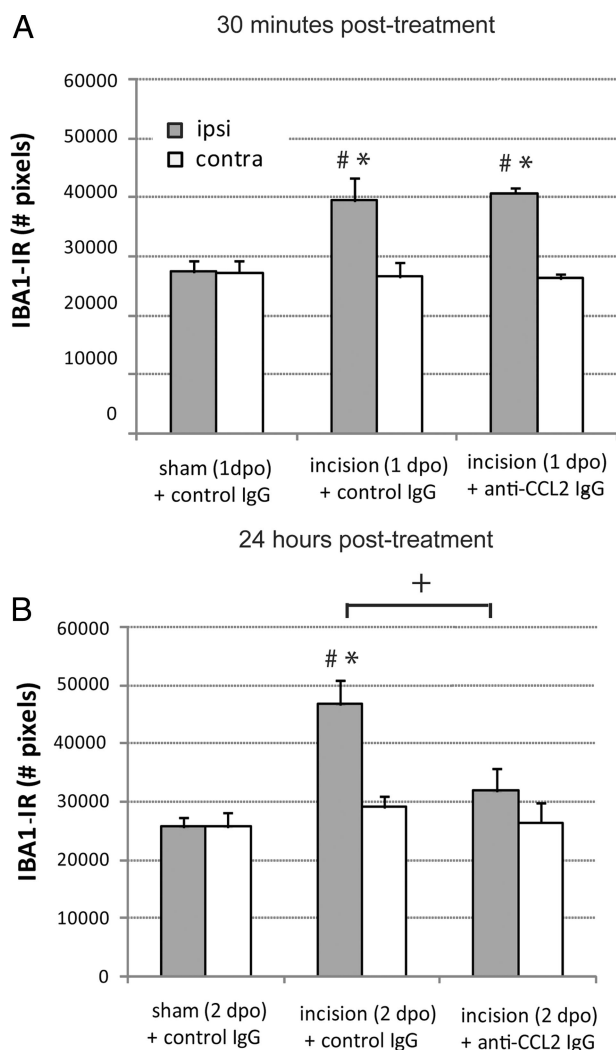 A
30 minutes post-treatment
IBA1-IR (# pixels)
60000
50000
40000
30000
20000
10000
0
ipsi
contra
# *
# *
sham (1dpo)
+ control IgG
incision (1 dpo)
+ control IgG
incision (1 dpo)
+ anti-CCL2 IgG
24 hours post-treatment
B
+
IBA1-IR (# pixels)
60000
50000
40000
30000
20000
10000
0
# *
sham (2 dpo)
+ control IgG
incision (2 dpo)
+ control IgG
incision (2 dpo)
+ anti-CCL2 IgG